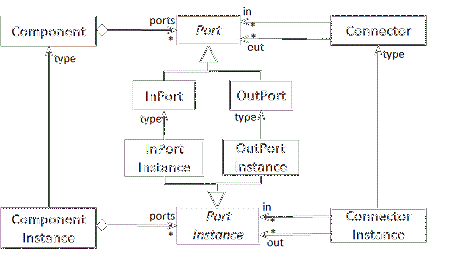 ports
in
Component
Port
Connector
*
*
*
out
type
type
InPort
OutPort
type
type
InPort
Instance
OutPort
Instance
Component
Instance
ports
*
Port
Instance
in
*
*
out
Connector
Instance